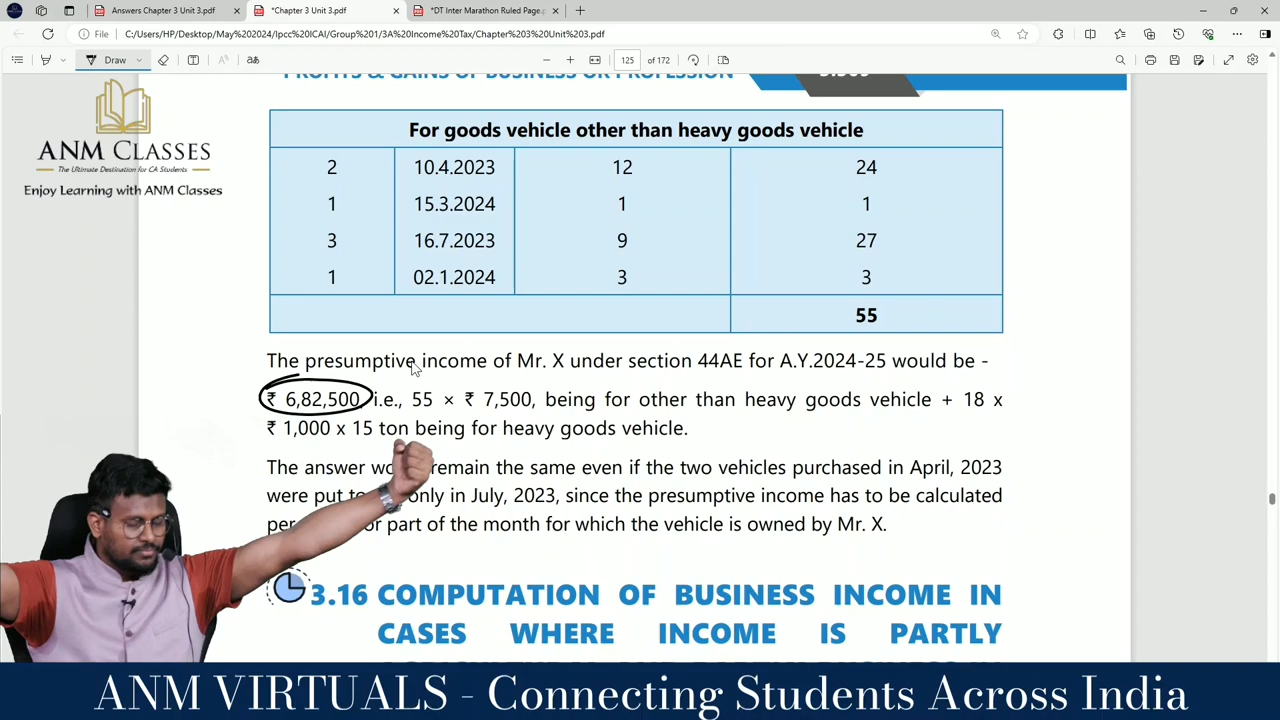 Answers Chapter 3 Unit 3.pdf
*Chapter 3 Unit 3.pdf
*DT Inter Marathon Ruled Page.p
File
C:/Users/HP/Desktop/May%202024/Ipcc%20ICAI/Group%201/3A%20Income%20Tax/Chapter%203%20Unit%203.pdf
Draw
125 of 172
ANM CLASSES
The Ultimate Destination for CA Students
Enjoy Learning with ANM Classes
For goods vehicle other than heavy goods vehicle
2 10.4.2023 12 24
1 15.3.2024 1 1
3 16.7.2023 9 27
1 02.1.2024 3 3
55
The presumptive income of Mr. X under section 44AE for A.Y.2024-25 would be -
₹ 6,82,500, i.e., 55 × ₹ 7,500, being for other than heavy goods vehicle + 18 x
₹ 1,000 x 15 ton being for heavy goods vehicle.
The answer remain the same even if the two vehicles purchased in April, 2023
were put only in July, 2023, since the presumptive income has to be calculated
per or part of the month for which the vehicle is owned by Mr. X.
3.16 COMPUTATION OF BUSINESS INCOME IN
CASES WHERE INCOME IS PARTLY
ANM VIRTUALS - Connecting Students Across India